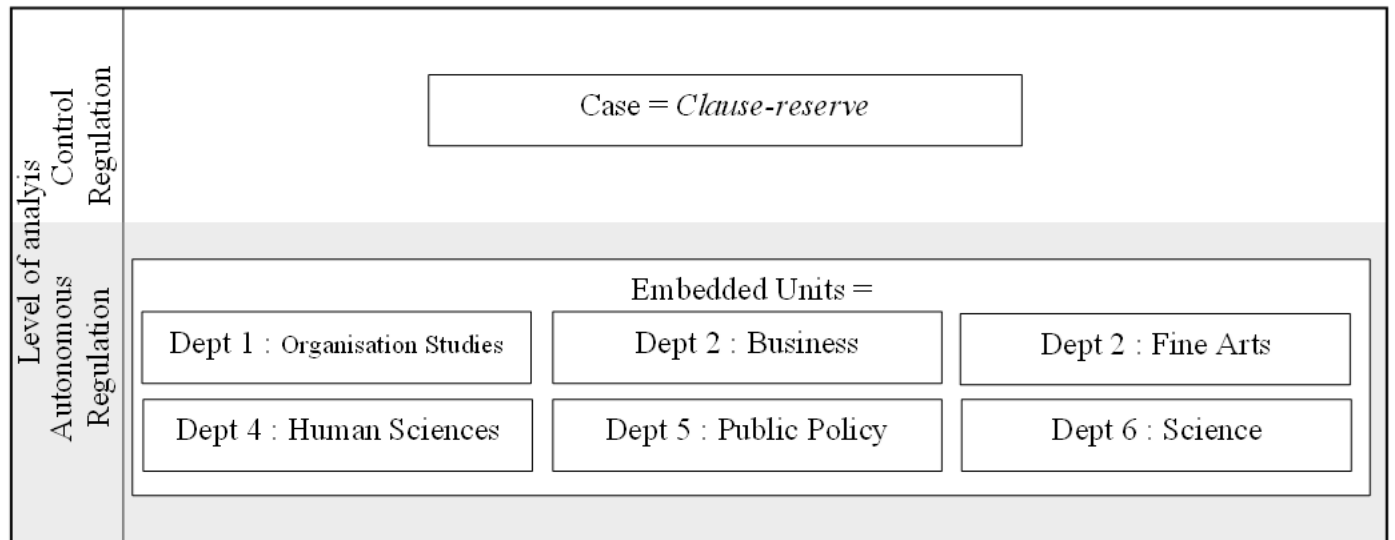 Level of analyis
Control
Regulation
Case = Clause-reserve
Autonomous
Regulation
Embedded Units =
Dept 1 : Organisation Studies
Dept 2 : Business
Dept 2 : Fine Arts
Dept 4 : Human Sciences
Dept 5 : Public Policy
Dept 6 : Science